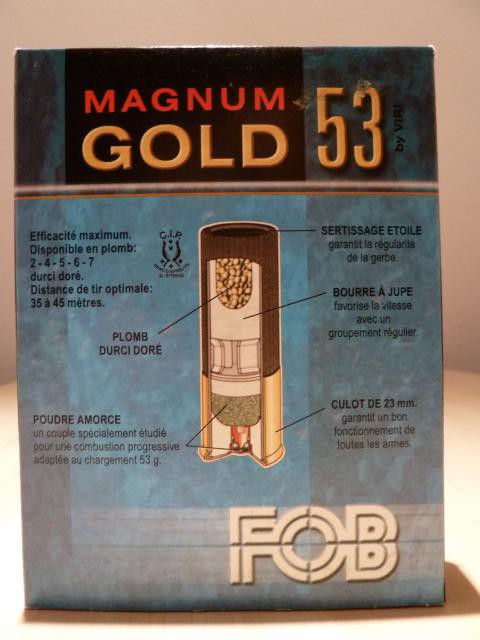 MAGNUM
GOLD 53
by VIRI
Efficacité maximum.
Disponible en plomb:
2 - 4 - 5 - 6 - 7
durci doré.
Distance de tir optimale:
35 à 45 mètres.
C.I.P
SERTISSAGE ETOILE
garantit la régularité
de la gerbe.
BOURRE À JUPE
favorise la vitesse
avec un
groupement régulier.
PLOMB
DURCI DORÉ
POUDRE AMORCE
un couple spécialement étudié
pour une combustion progressive
adaptée au chargement 53 g.
CULOT DE 23 mm.
garantit un bon
fonctionnement de
toutes les armes.
FOB